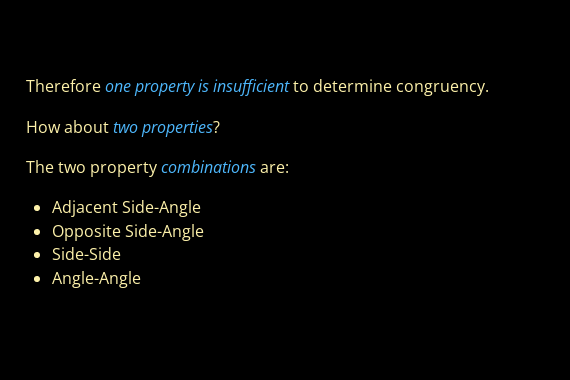 Therefore one property is insufficient to determine congruency.
How about two properties?
The two property combinations are:
• Adjacent Side-Angle
• Opposite Side-Angle
• Side-Side
• Angle-Angle